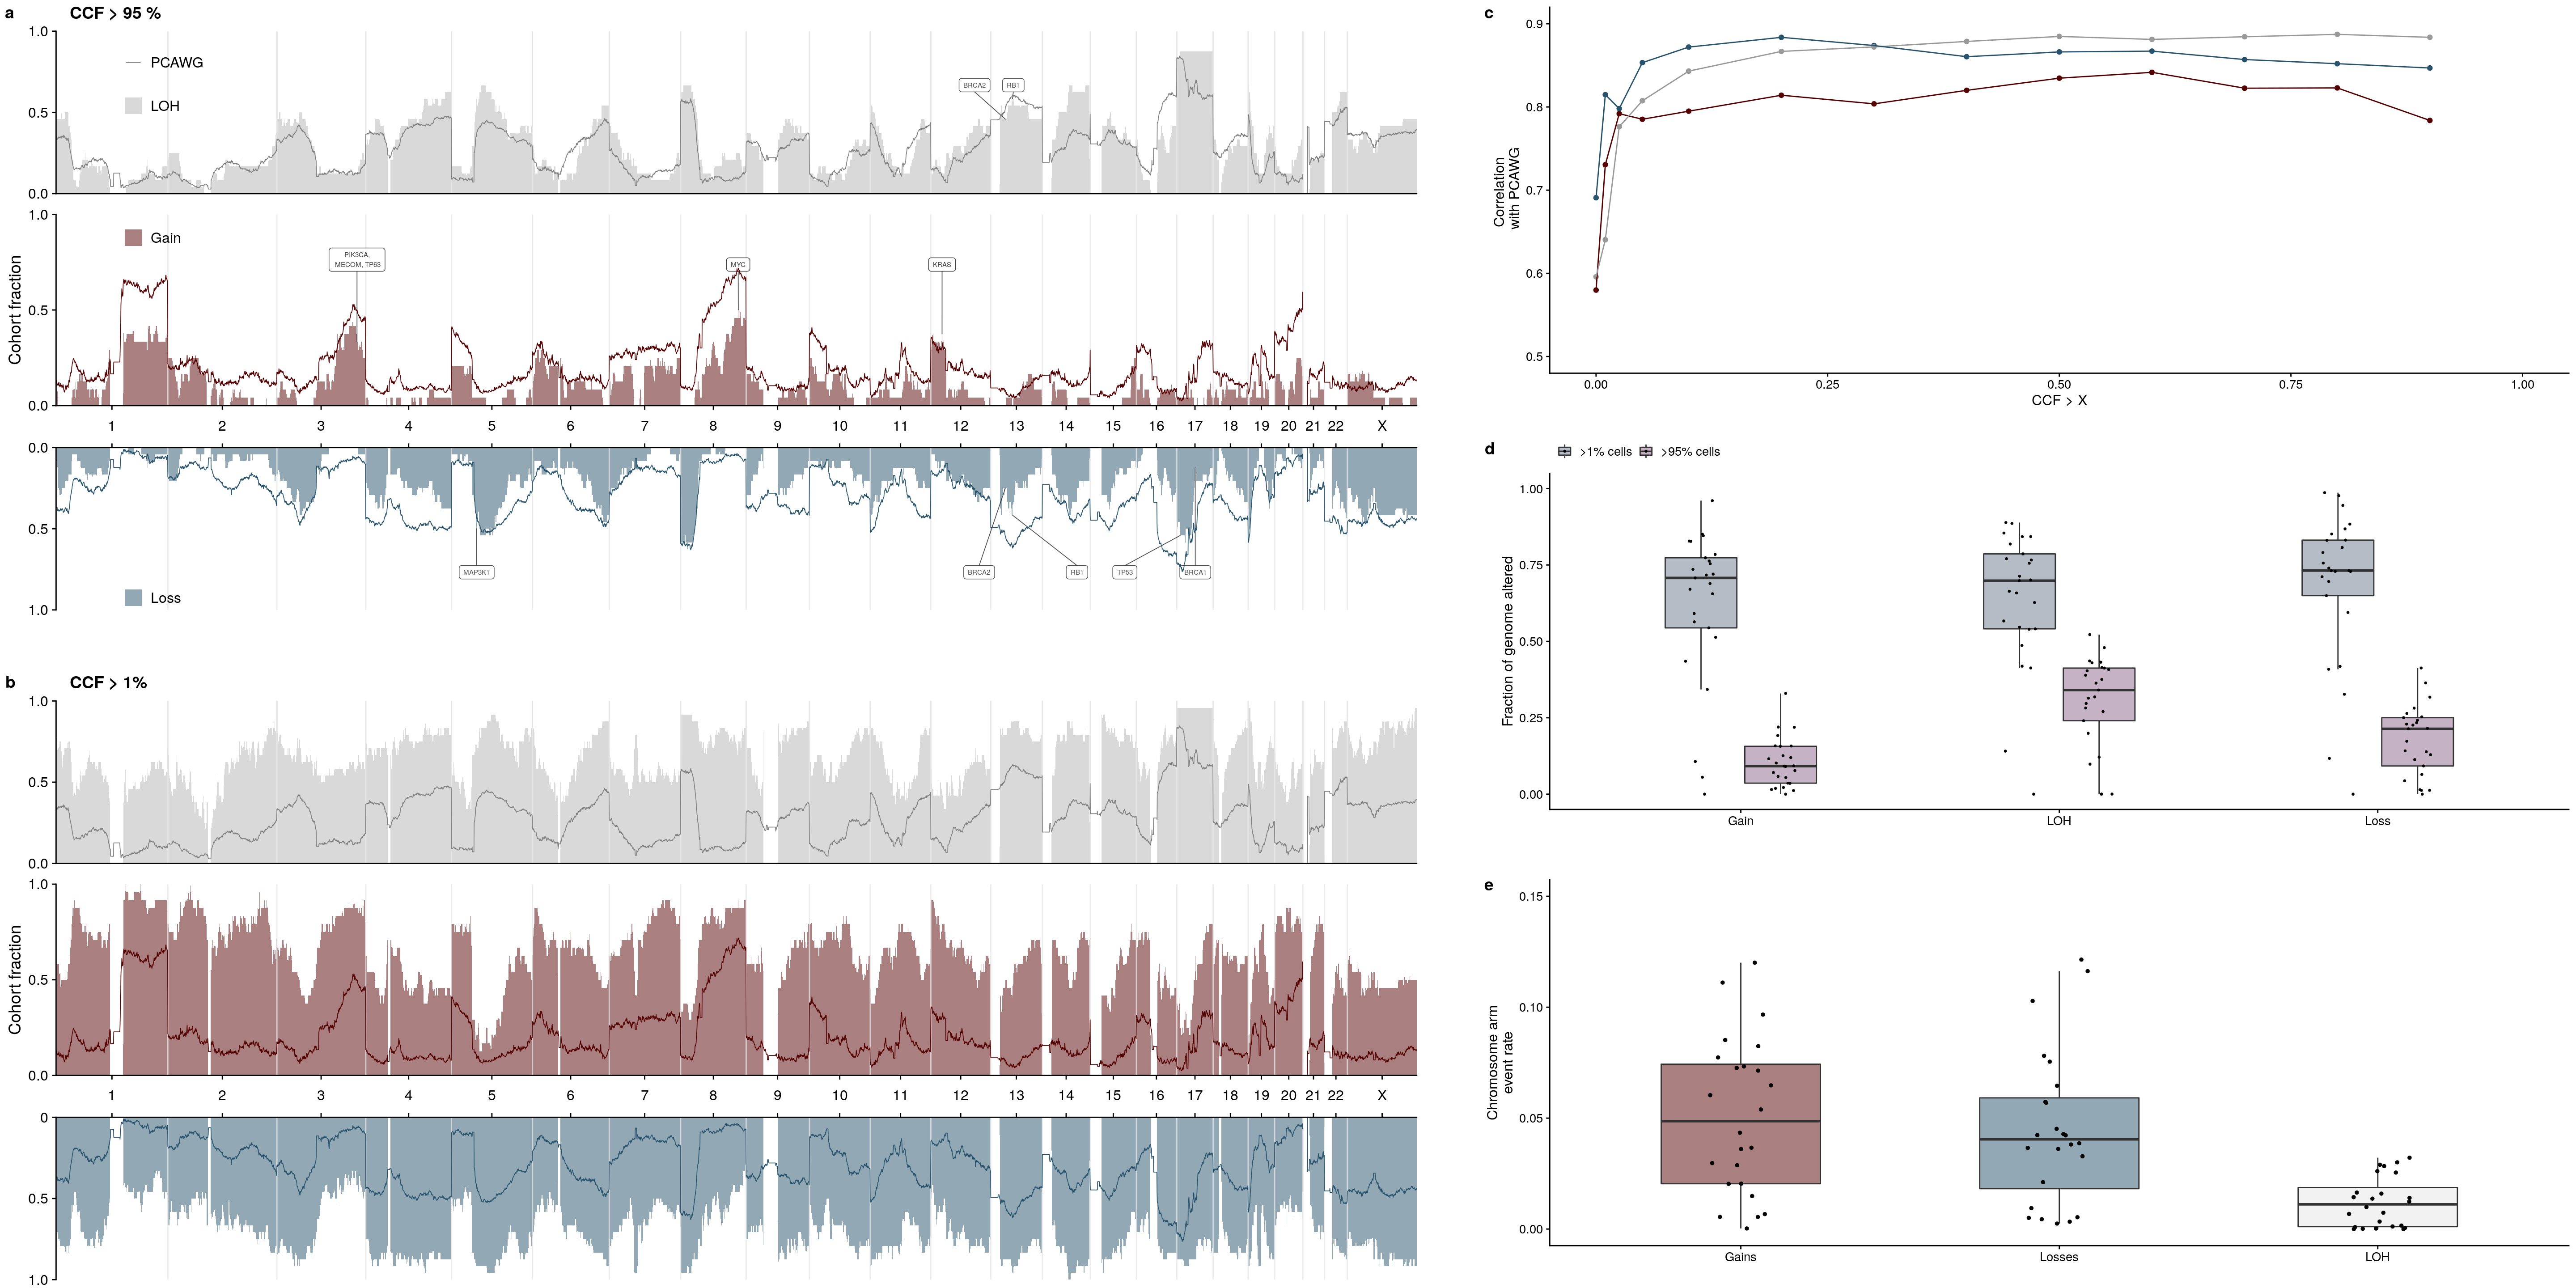 a
CCF > 95 %
1.0
0.5
0.0
PCAWG
LOH
BRCA2
RB1
Cohort fraction
1.0
0.5
0.0
Gain
PIK3CA,
MECOM, TP63
MYC
KRAS
1 2 3 4 5 6 7 8 9 10 11 12 13 14 15 16 17 18 19 20 21 22 X
0.0
0.5
1.0
MAP3K1
BRCA2
RB1
TP53
BRCA1
Loss
b
CCF > 1%
1.0
0.5
0.0
Cohort fraction
1.0
0.5
0.0
1 2 3 4 5 6 7 8 9 10 11 12 13 14 15 16 17 18 19 20 21 22 X
0
0.5
1.0
c
Correlation
with PCAWG
0.9
0.8
0.7
0.6
0.5
0.00 0.25 0.50 0.75 1.00
CCF > X
d
>1% cells >95% cells
Fraction of genome altered
1.00
0.75
0.50
0.25
0.00
Gain LOH Loss
e
Chromosome arm
event rate
0.15
0.10
0.05
0.00
Gains Losses LOH